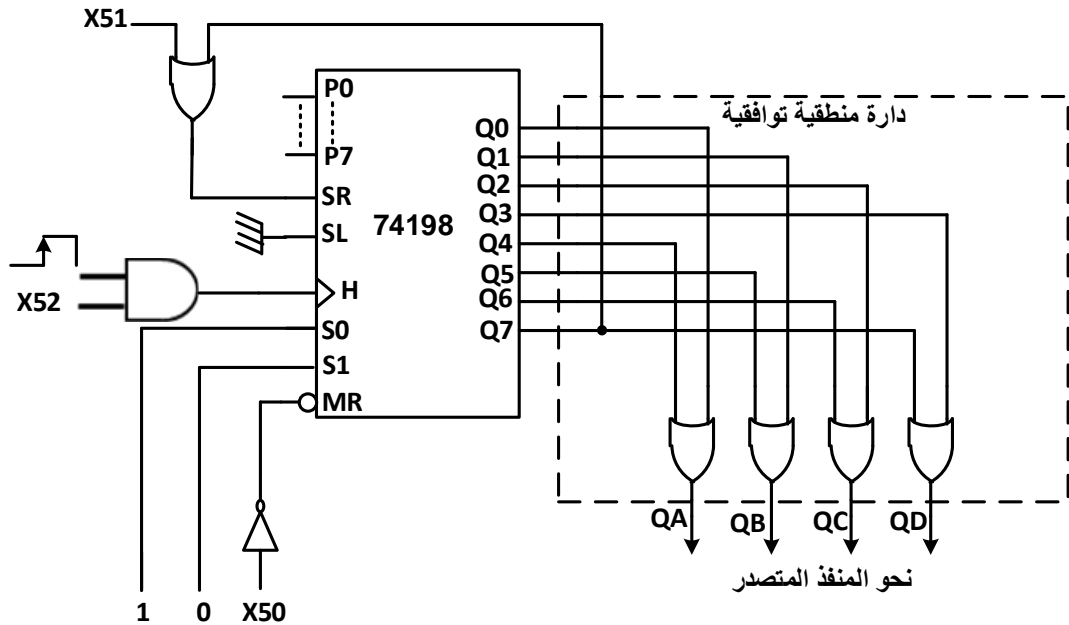 X51
P0
P7
SR
SL
74198
H
X52
S0
S1
MR
1
0
X50
Q0
Q1
Q2
Q3
Q4
Q5
Q6
Q7
دارة منطقية توافقية
QA
QB
QC
QD
نحو المنفذ المتصدر